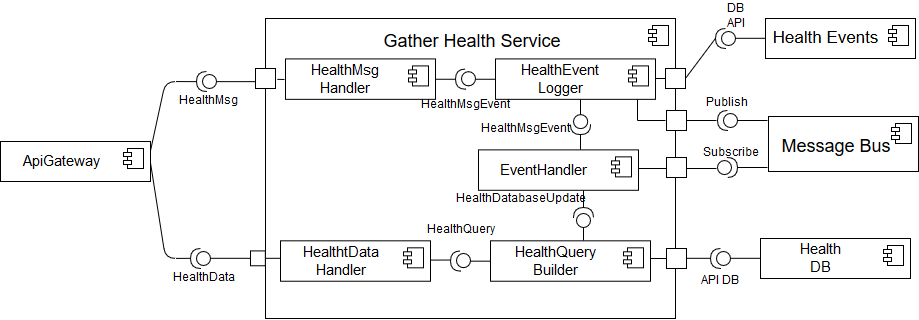 Gather Health Service
DB
API
Health Events
HealthMsg
Handler
HealthEvent
Logger
HealthMsg
HealthMsgEvent
Publish
HealthMsgEvent
ApiGateway
EventHandler
Subscribe
Message Bus
HealthDatabaseUpdate
HealthQuery
HealthtData
Handler
HealthQuery
Builder
Health
DB
HealthData
API DB